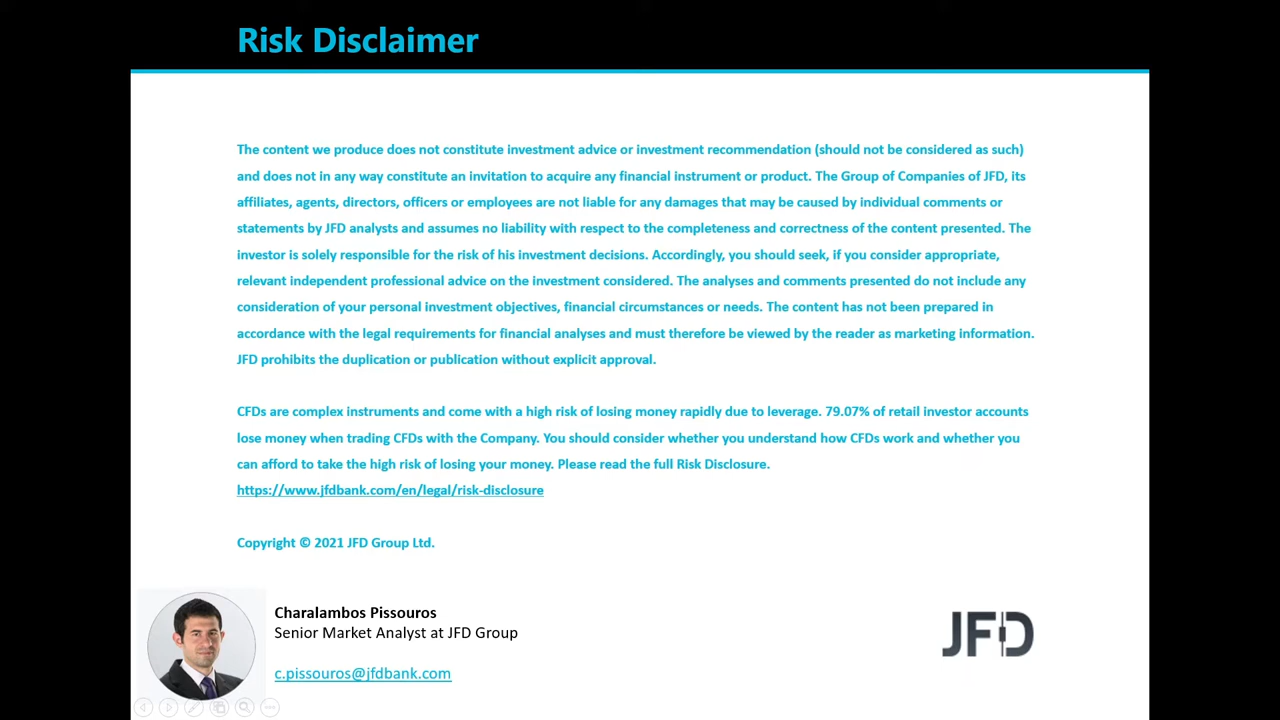 Risk Disclaimer
The content we produce does not constitute investment advice or investment recommendation (should not be considered as such)
and does not in any way constitute an invitation to acquire any financial instrument or product. The Group of Companies of JFD, its
affiliates, agents, directors, officers or employees are not liable for any damages that may be caused by individual comments or
statements by JFD analysts and assumes no liability with respect to the completeness and correctness of the content presented. The
investor is solely responsible for the risk of his investment decisions. Accordingly, you should seek, if you consider appropriate,
relevant independent professional advice on the investment considered. The analyses and comments presented do not include any
consideration of your personal investment objectives, financial circumstances or needs. The content has not been prepared in
accordance with the legal requirements for financial analyses and must therefore be viewed by the reader as marketing information.
JFD prohibits the duplication or publication without explicit approval.
CFDs are complex instruments and come with a high risk of losing money rapidly due to leverage. 79.07% of retail investor accounts
lose money when trading CFDs with the Company. You should consider whether you understand how CFDs work and whether you
can afford to take the high risk of losing your money. Please read the full Risk Disclosure.
https://www.jfdbank.com/en/legal/risk-disclosure
Copyright © 2021 JFD Group Ltd.
Charalambos Pissouros
Senior Market Analyst at JFD Group
c.pissouros@jfdbank.com
JFD